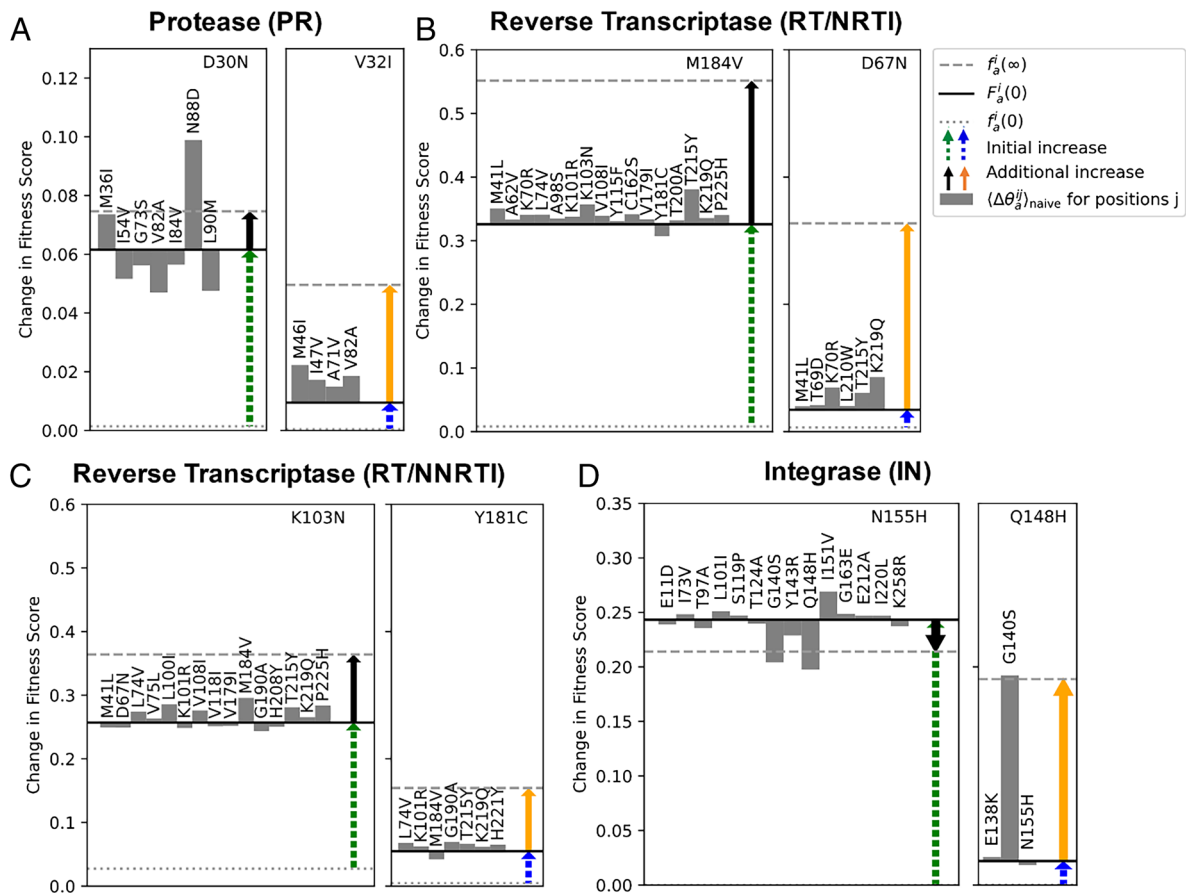 A
Protease (PR)
Change in Fitness Score
0.12
0.10
0.08
0.06
0.04
0.02
0.00
D30N
M36I
I54V
G73S
V82A
I84V
N88D
L90M
V32I
M46I
I47V
A71V
V82A
B
Reverse Transcriptase (RT/NRTI)
Change in Fitness Score
0.6
0.5
0.4
0.3
0.2
0.1
0.0
M184V
M41L
A62V
K70R
L74V
A98S
K101R
K103N
V108I
Y115F
C162S
V179I
Y181C
T200A
T215Y
K219Q
P225H
D67N
M41L
T69D
K70R
L210W
T215Y
K219Q
f_a^i(∞)
F_a^i(0)
f_a^i(0)
Initial increase
Additional increase
⟨Δθ_a^{ij}⟩_naive for positions j
C
Reverse Transcriptase (RT/NNRTI)
Change in Fitness Score
0.6
0.5
0.4
0.3
0.2
0.1
0.0
K103N
M41L
D67N
L74V
V75L
L100I
K101R
V108I
V118I
V179I
M184V
G190A
H208Y
T215Y
K219Q
P225H
Y181C
L74V
K101R
M184V
G190A
T215Y
K219Q
H221Y
D
Integrase (IN)
Change in Fitness Score
0.35
0.30
0.25
0.20
0.15
0.10
0.05
0.00
N155H
E11D
I73V
T97A
L101I
S119P
T124A
G140S
Y143R
Q148H
I151V
G163E
E212A
I220L
K258R
Q148H
E138K
G140S
N155H